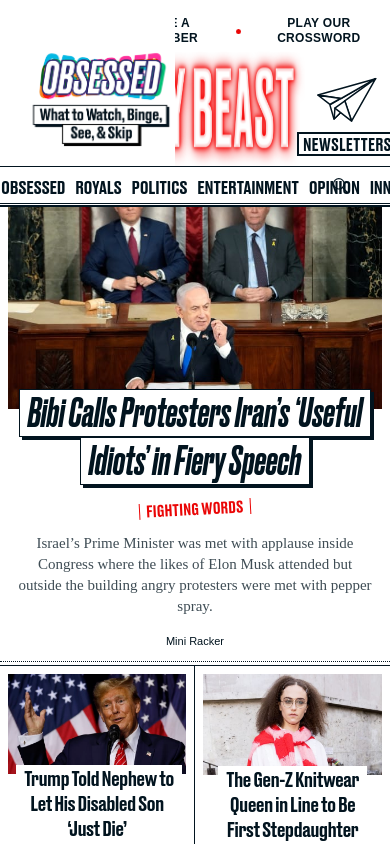 E A
BER
PLAY OUR
CROSSWORD
OBSESSED
What to Watch, Binge,
See, & Skip
Y BEAST
NEWSLETTERS
OBSESSED ROYALS POLITICS ENTERTAINMENT OPINION INN
Bibi Calls Protesters Iran’s ‘Useful
Idiots’ in Fiery Speech
FIGHTING WORDS
Israel’s Prime Minister was met with applause inside
Congress where the likes of Elon Musk attended but
outside the building angry protesters were met with pepper
spray.
Mini Racker
Trump Told Nephew to
Let His Disabled Son
‘Just Die’
The Gen-Z Knitwear
Queen in Line to Be
First Stepdaughter